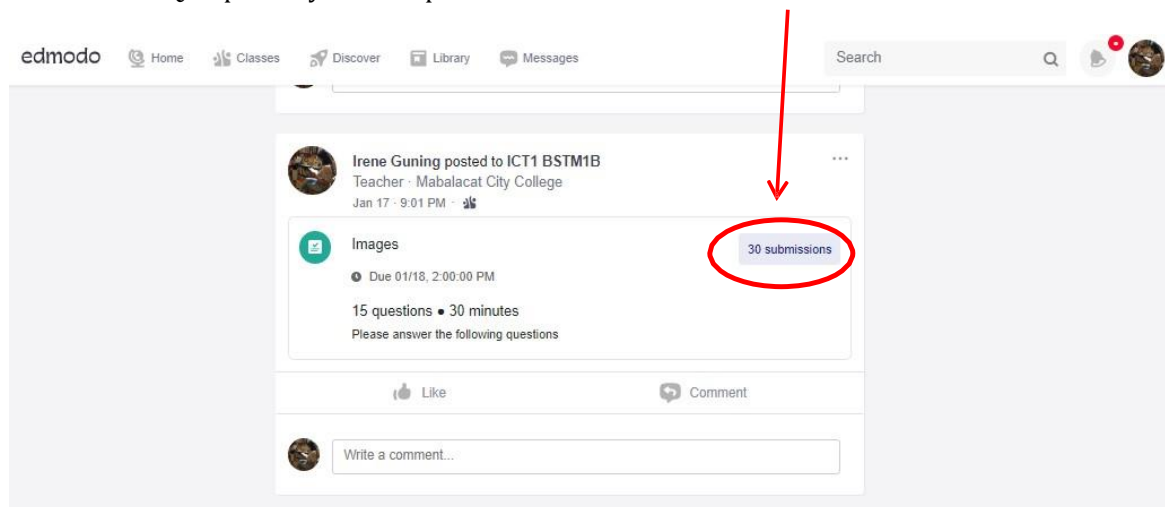 edmodo Home Classes Discover Library Messages Search
Irene Guning posted to ICT1 BSTM1B
Teacher · Mabalacat City College
Jan 17 · 9:01 PM ·
Images
30 submissions
Due 01/18, 2:00:00 PM
15 questions • 30 minutes
Please answer the following questions
Like Comment
Write a comment...